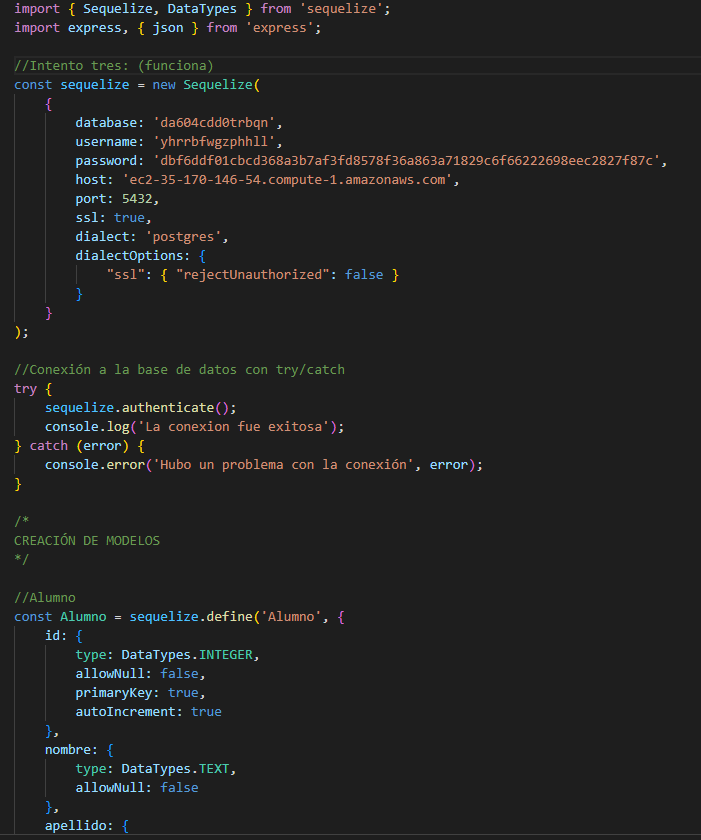 import { Sequelize, DataTypes } from 'sequelize';
import express, { json } from 'express';
//Intento tres: (funciona)
const sequelize = new Sequelize(
{
database: 'da604cdd0trbqn',
username: 'yhrrbfwgzphhll',
password: 'dbf6ddf01cbcd368a3b7af3fd8578f36a863a71829c6f66222698eec2827f87c',
host: 'ec2-35-170-146-54.compute-1.amazonaws.com',
port: 5432,
ssl: true,
dialect: 'postgres',
dialectOptions: {
"ssl": { "rejectUnauthorized": false }
}
}
);
//Conexión a la base de datos con try/catch
try {
sequelize.authenticate();
console.log('La conexion fue exitosa');
} catch (error) {
console.error('Hubo un problema con la conexión', error);
}
/*
CREACIÓN DE MODELOS
*/
//Alumno
const Alumno = sequelize.define('Alumno', {
id: {
type: DataTypes.INTEGER,
allowNull: false,
primaryKey: true,
autoIncrement: true
},
nombre: {
type: DataTypes.TEXT,
allowNull: false
},
apellido: {